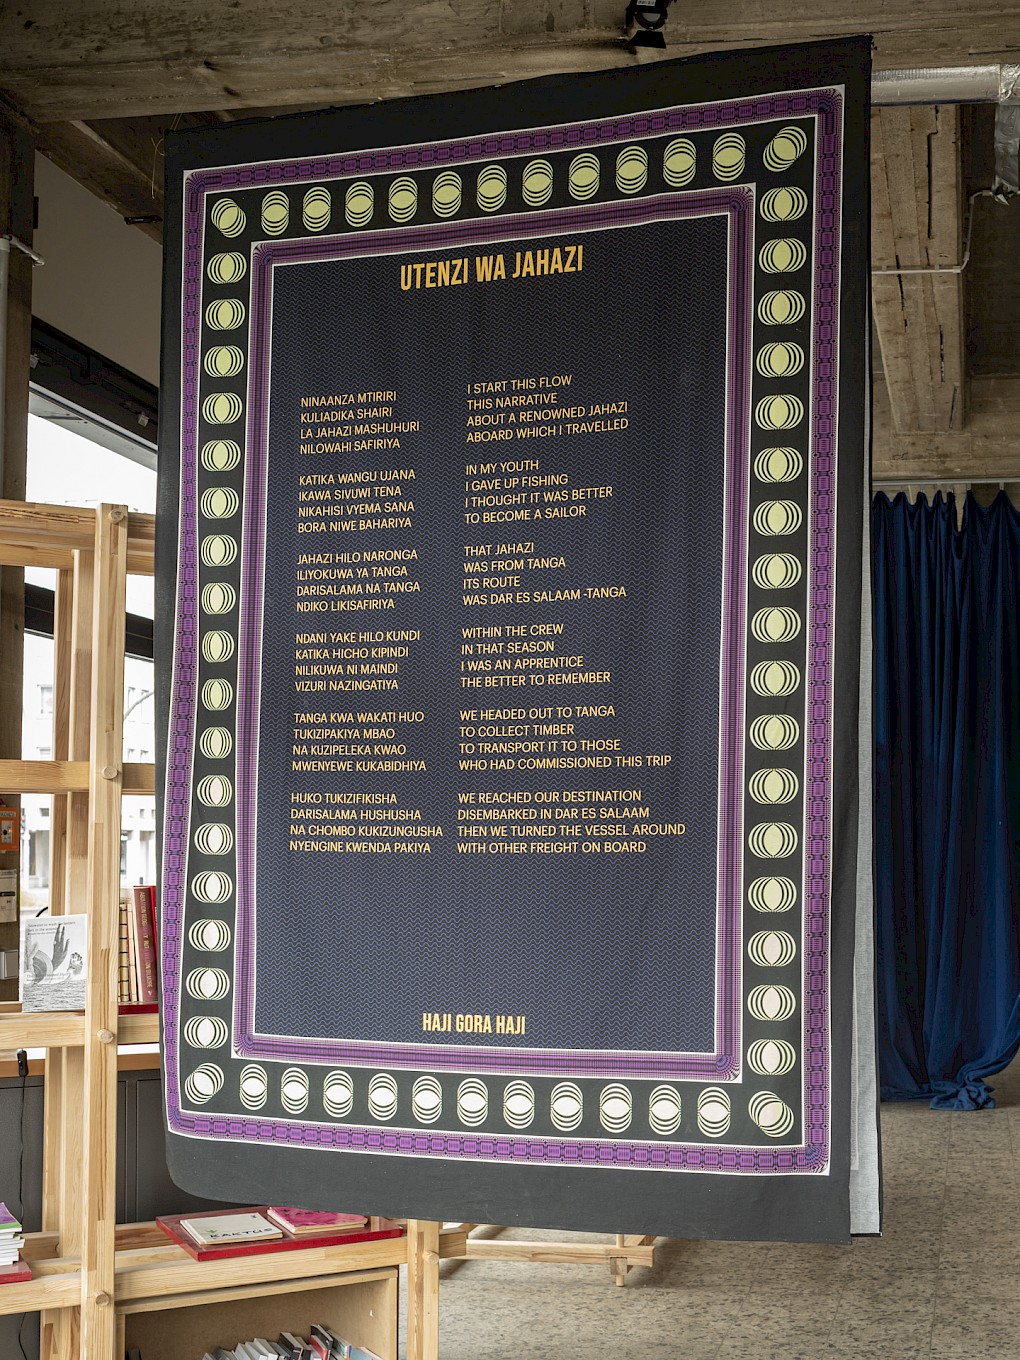 UTENZI WA JAHAZI
NINAANZA MTIRIRI
KULIADIKA SHAIRI
LA JAHAZI MASHUHURI
NILOWAHI SAFIRIYA
KATIKA WANGU UJANA
IKAWA SIVUWI TENA
NIKAHISI VYEMA SANA
BORA NIWE BAHARIYA
JAHAZI HILO NARONGA
ILIYOKUWA YA TANGA
DARISALAMA NA TANGA
NDIKO LIKISAFIRIYA
NDANI YAKE HILO KUNDI
KATIKA HICHO KIPINDI
NILIKUWA NI MAINDI
VIZURI NAZINGATIYA
TANGA KWA WAKATI HUO
TUKIZIPAKIYA MBAO
NA KUZIPELEKA KWAO
MWENYEWE KUKABIDHIYA
HUKO TUKIZIFIKISHA
DARISALAMA HUSHUSHA
NA CHOMBO KUKIZUNGUSHA
NYENGINE KWENDA PAKIYA
I START THIS FLOW
THIS NARRATIVE
ABOUT A RENOWNED JAHAZI
ABOARD WHICH I TRAVELLED
IN MY YOUTH
I GAVE UP FISHING
I THOUGHT IT WAS BETTER
TO BECOME A SAILOR
THAT JAHAZI
WAS FROM TANGA
ITS ROUTE
WAS DAR ES SALAAM -TANGA
WITHIN THE CREW
IN THAT SEASON
I WAS AN APPRENTICE
THE BETTER TO REMEMBER
WE HEADED OUT TO TANGA
TO COLLECT TIMBER
TO TRANSPORT IT TO THOSE
WHO HAD COMMISSIONED THIS TRIP
WE REACHED OUR DESTINATION
DISEMBARKED IN DAR ES SALAAM
THEN WE TURNED THE VESSEL AROUND
WITH OTHER FREIGHT ON BOARD
HAJI GORA HAJI
KAKTUS